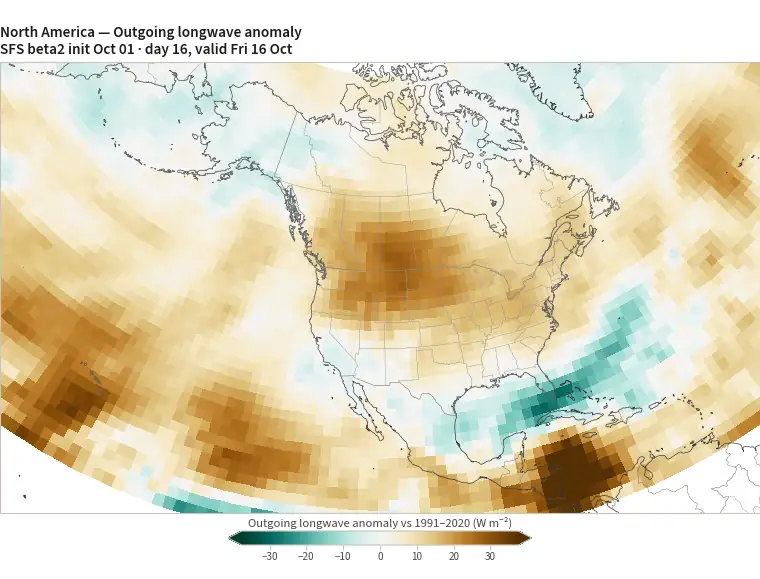 North America — Outgoing longwave anomaly
SFS beta2 init Oct 01 · day 16, valid Fri 16 Oct
Outgoing longwave anomaly vs 1991–2020 (W m⁻²)
−30 −20 −10 0 10 20 30